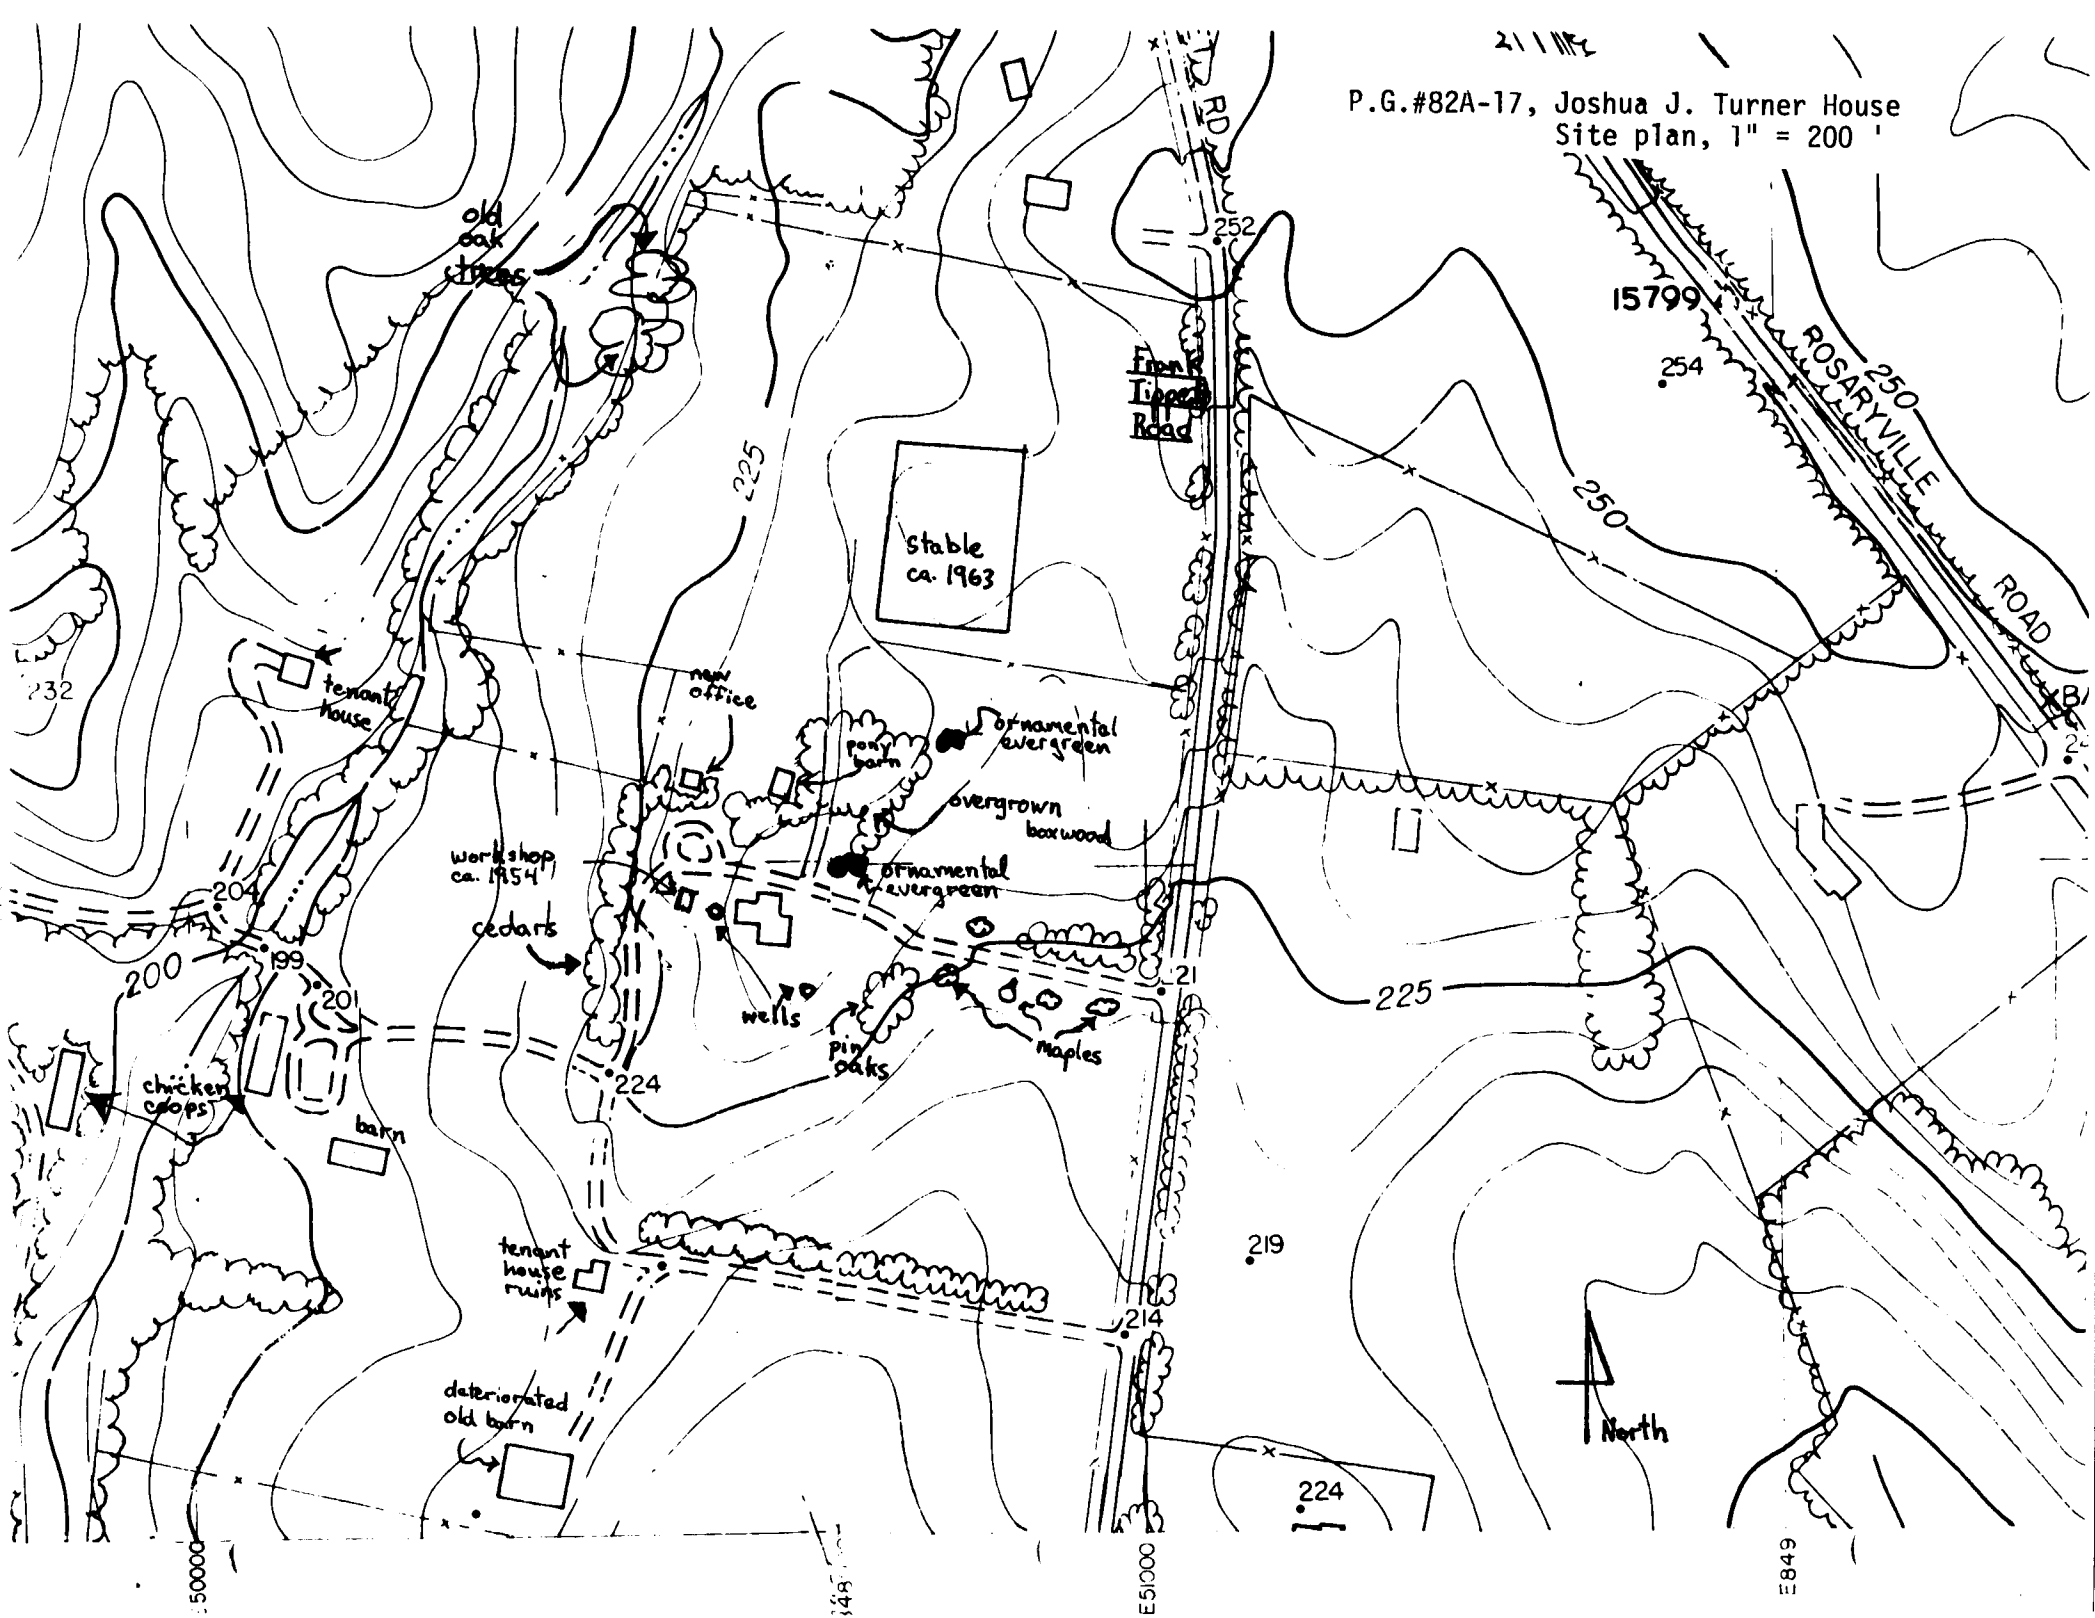 P.G.#82A-17, Joshua J. Turner House
Site plan, 1" = 200 '
RD
252
old
oak
trees
15799
254
ROSARYVILLE
ROAD
250
Frank
Tippett
Road
225
250
Stable
ca. 1963
232
tenant
house
new
office
pony
barn
ornamental
evergreen
overgrown
boxwood
workshop,
ca. 1954
ornamental
evergreen
cedars
204
199
200
201
21
225
wells
pin
oaks
maples
224
chicken
coops
barn
219
tenant
house
ruins
214
deteriorated
old barn
North
224
E50000
E51000
E849